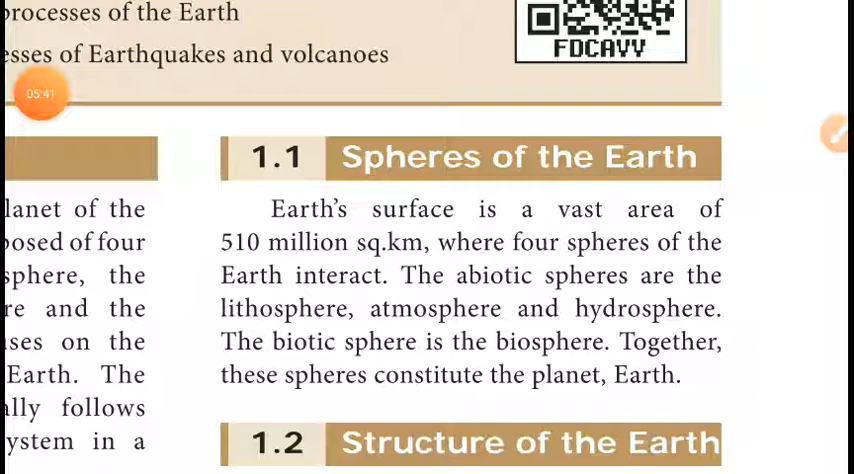 processes of the Earth
esses of Earthquakes and volcanoes
FDCAVV
05:41
lanet of the
posed of four
sphere, the
re and the
uses on the
Earth. The
ally follows
ystem in a
1.1 Spheres of the Earth
Earth's surface is a vast area of
510 million sq.km, where four spheres of the
Earth interact. The abiotic spheres are the
lithosphere, atmosphere and hydrosphere.
The biotic sphere is the biosphere. Together,
these spheres constitute the planet, Earth.
1.2 Structure of the Earth